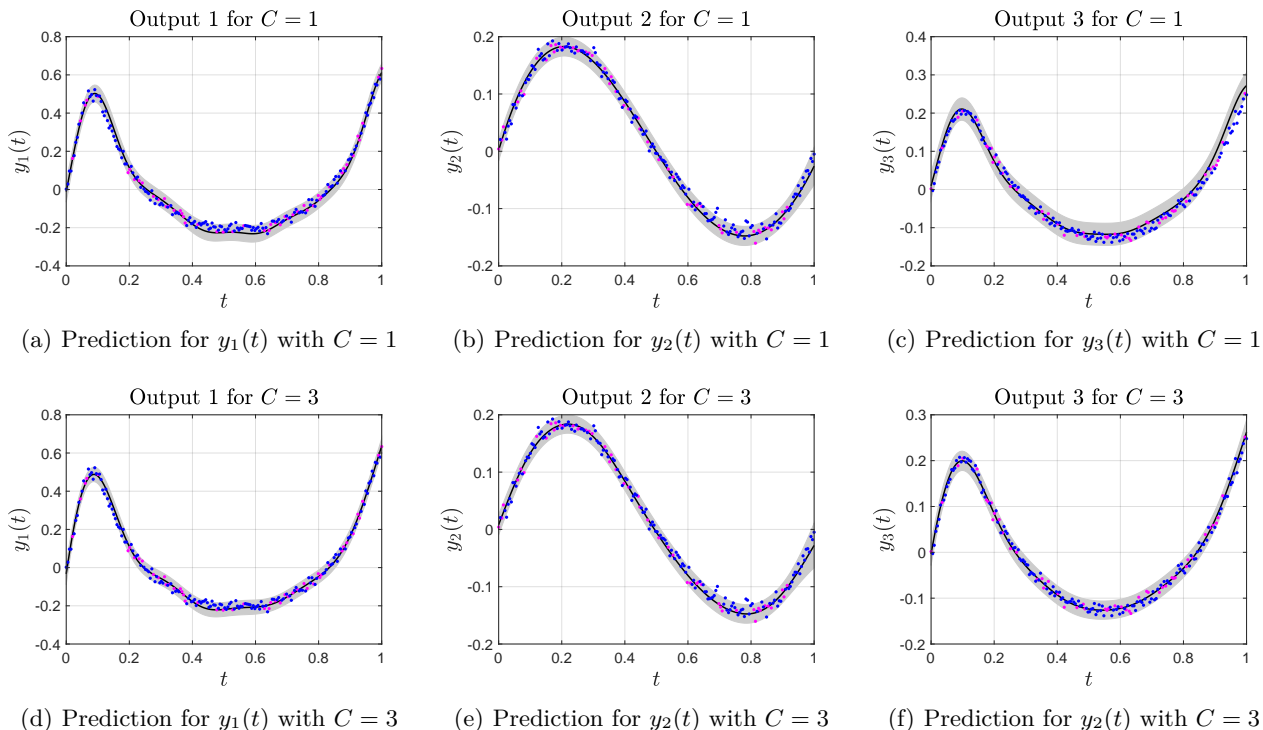 Output 1 for C = 1
0.8
0.6
0.4
0.2
0
-0.2
-0.4
y₁(t)
0 0.2 0.4 0.6 0.8 1
t
(a) Prediction for y₁(t) with C = 1
Output 2 for C = 1
0.2
0.1
0
-0.1
-0.2
y₂(t)
0 0.2 0.4 0.6 0.8 1
t
(b) Prediction for y₂(t) with C = 1
Output 3 for C = 1
0.4
0.3
0.2
0.1
0
-0.1
-0.2
y₃(t)
0 0.2 0.4 0.6 0.8 1
t
(c) Prediction for y₃(t) with C = 1
Output 1 for C = 3
0.8
0.6
0.4
0.2
0
-0.2
-0.4
y₁(t)
0 0.2 0.4 0.6 0.8 1
t
(d) Prediction for y₁(t) with C = 3
Output 2 for C = 3
0.2
0.1
0
-0.1
-0.2
y₂(t)
0 0.2 0.4 0.6 0.8 1
t
(e) Prediction for y₂(t) with C = 3
Output 3 for C = 3
0.3
0.2
0.1
0
-0.1
-0.2
y₃(t)
0 0.2 0.4 0.6 0.8 1
t
(f) Prediction for y₂(t) with C = 3